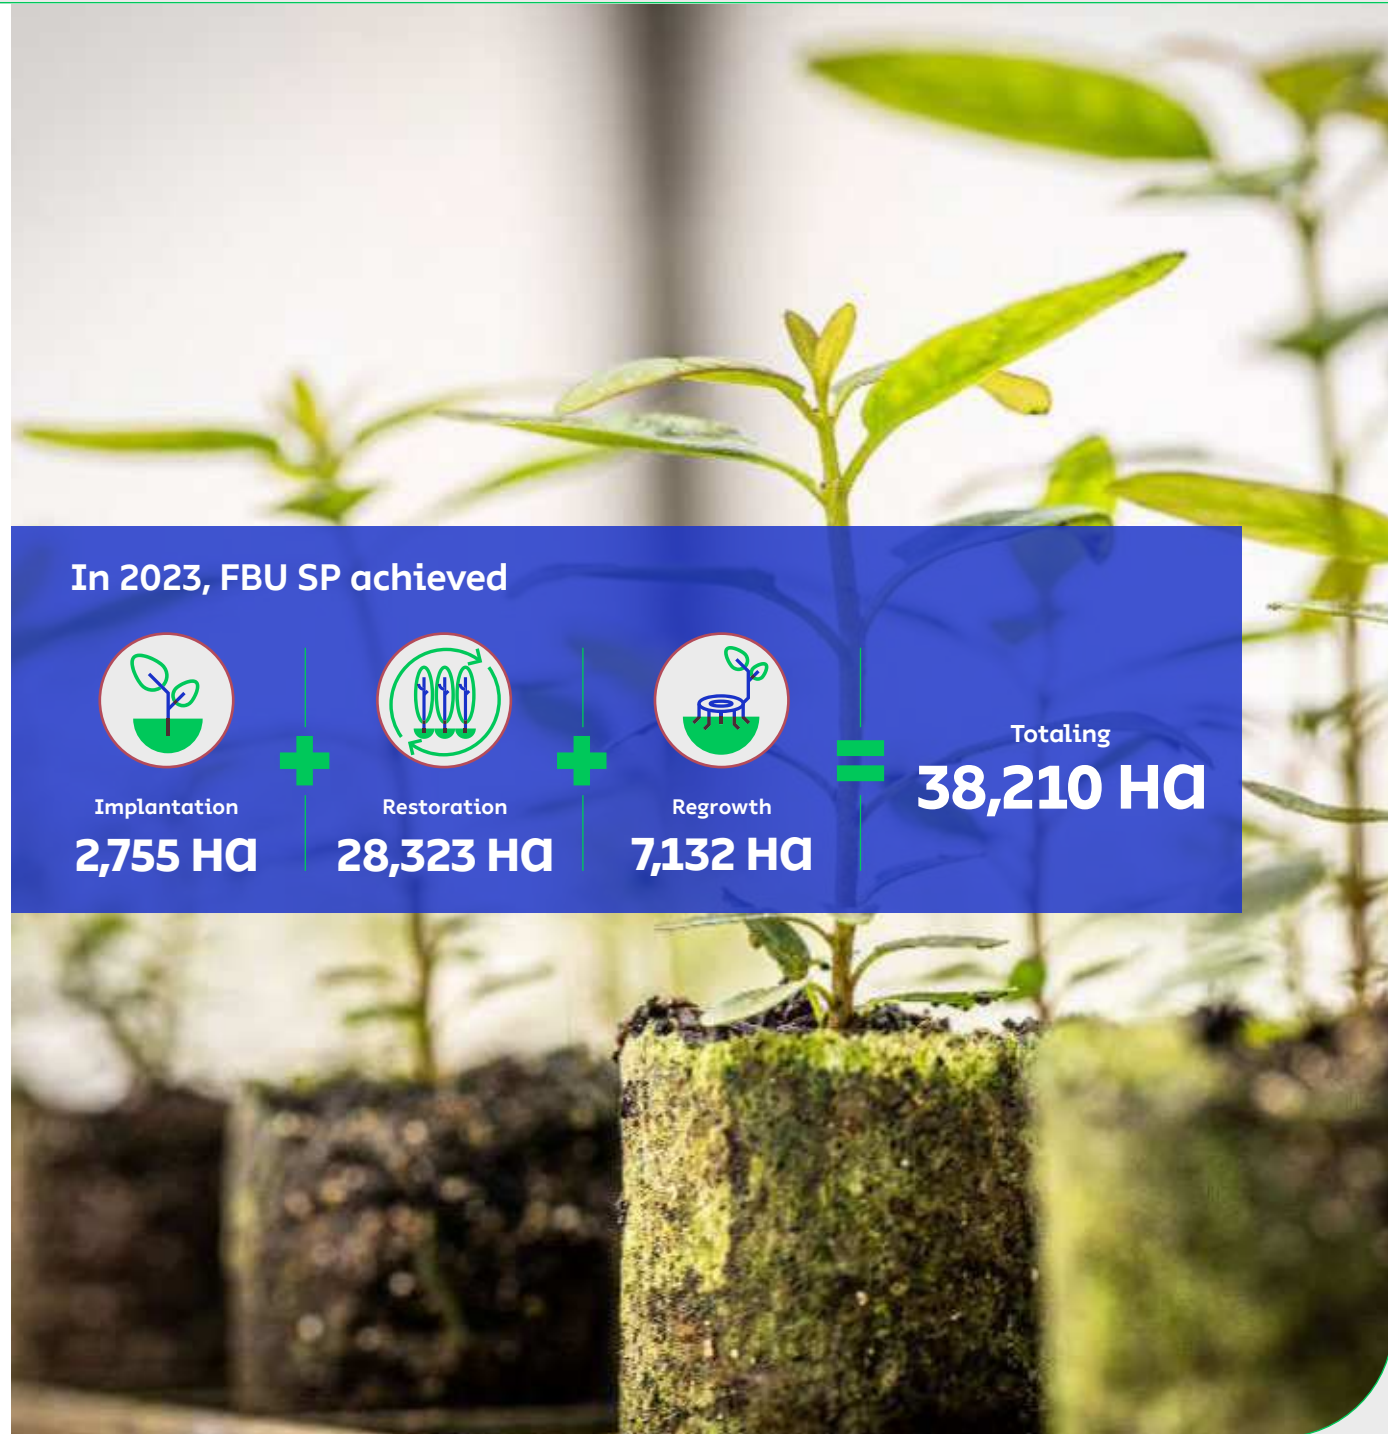 In 2023, FBU SP achieved
Implantation
2,755 Ha
Restoration
28,323 Ha
Regrowth
7,132 Ha
Totaling
38,210 Ha